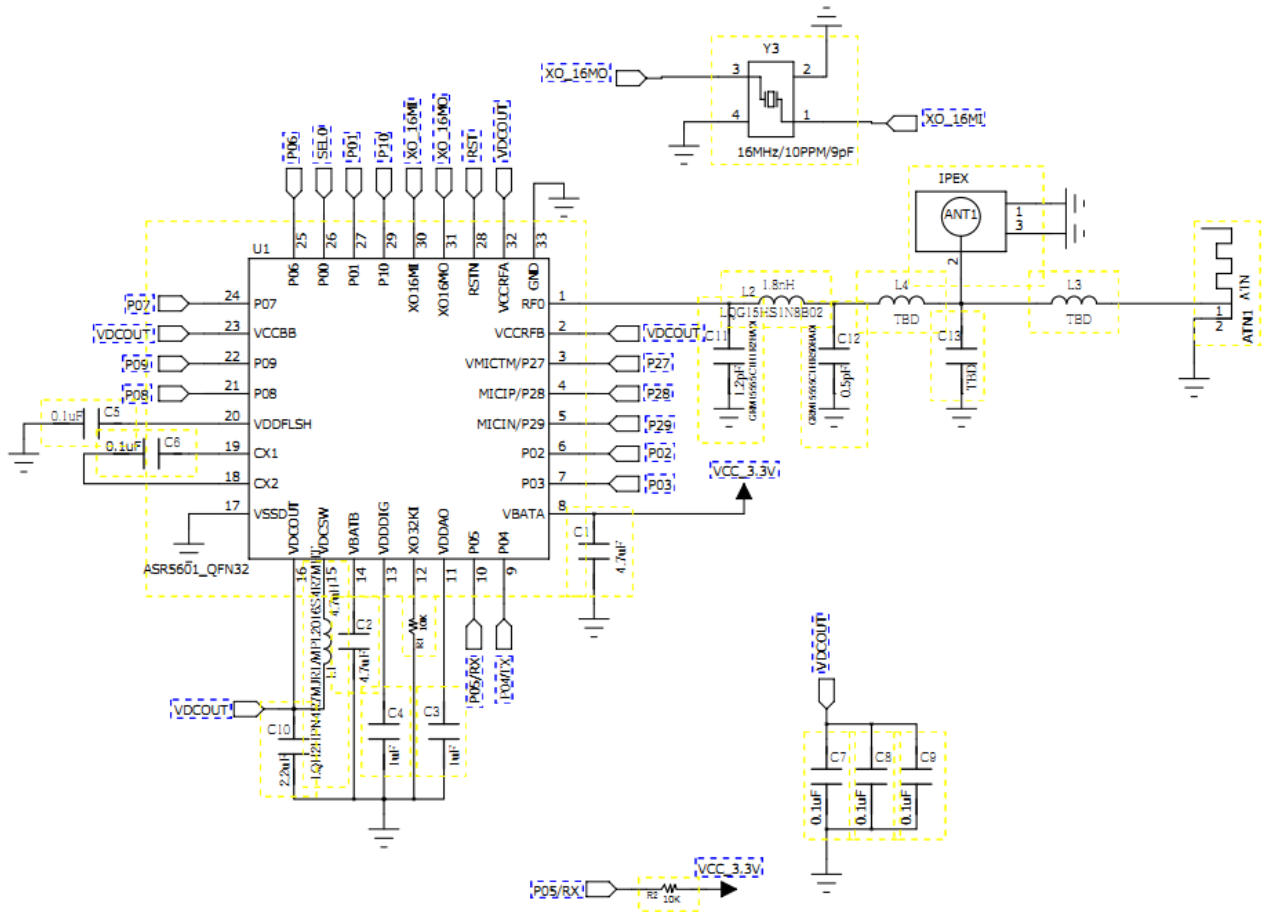 Y3
XO_16MO
3
2
4
1
XO_16MI
16MHz/10PPM/9pF
P06
SEL0
P01
P10
XO_16MI
XO_16MO
RST
VDCOUT
25
26
27
29
30
31
28
32
33
U1
P06
P00
P01
P10
XO16MI
XO16MO
RSTN
VCCRFA
GND
IPEX
ANT1
1
3
2
P07
24
P07
RF0
1
VDCOUT
23
VCCBB
VCCRFB
2
VDCOUT
P09
22
P09
VMICTM/P27
3
P27
P08
21
P08
MICIP/P28
4
P28
0.1uF
C5
20
VDDFLSH
MICIN/P29
5
P29
0.1uF
C6
19
CX1
P02
6
P02
18
CX2
P03
7
P03
17
VSSD
VBATA
8
VCC_3.3V
L2
1.8nH
LQG15HS1N8B02
C11
1.2pF
C12
0.5pF
L4
TBD
C13
TBD
L3
TBD
1
2
ATN1
ATN
VDCOUT
VDCSW
VBATB
VDDDIG
XO32KI
VDDAO
P05
P04
ASR5601_QFN32
16
15
14
13
12
11
10
9
C1
4.7uF
4.7uH
C2
4.7uF
R1
10K
P05/RX
P04/TX
VDCOUT
C10
2.2uF
C4
1uF
C3
1uF
VDCOUT
C7
C8
C9
0.1uF
0.1uF
0.1uF
P05/RX
R2
10K
VCC_3.3V